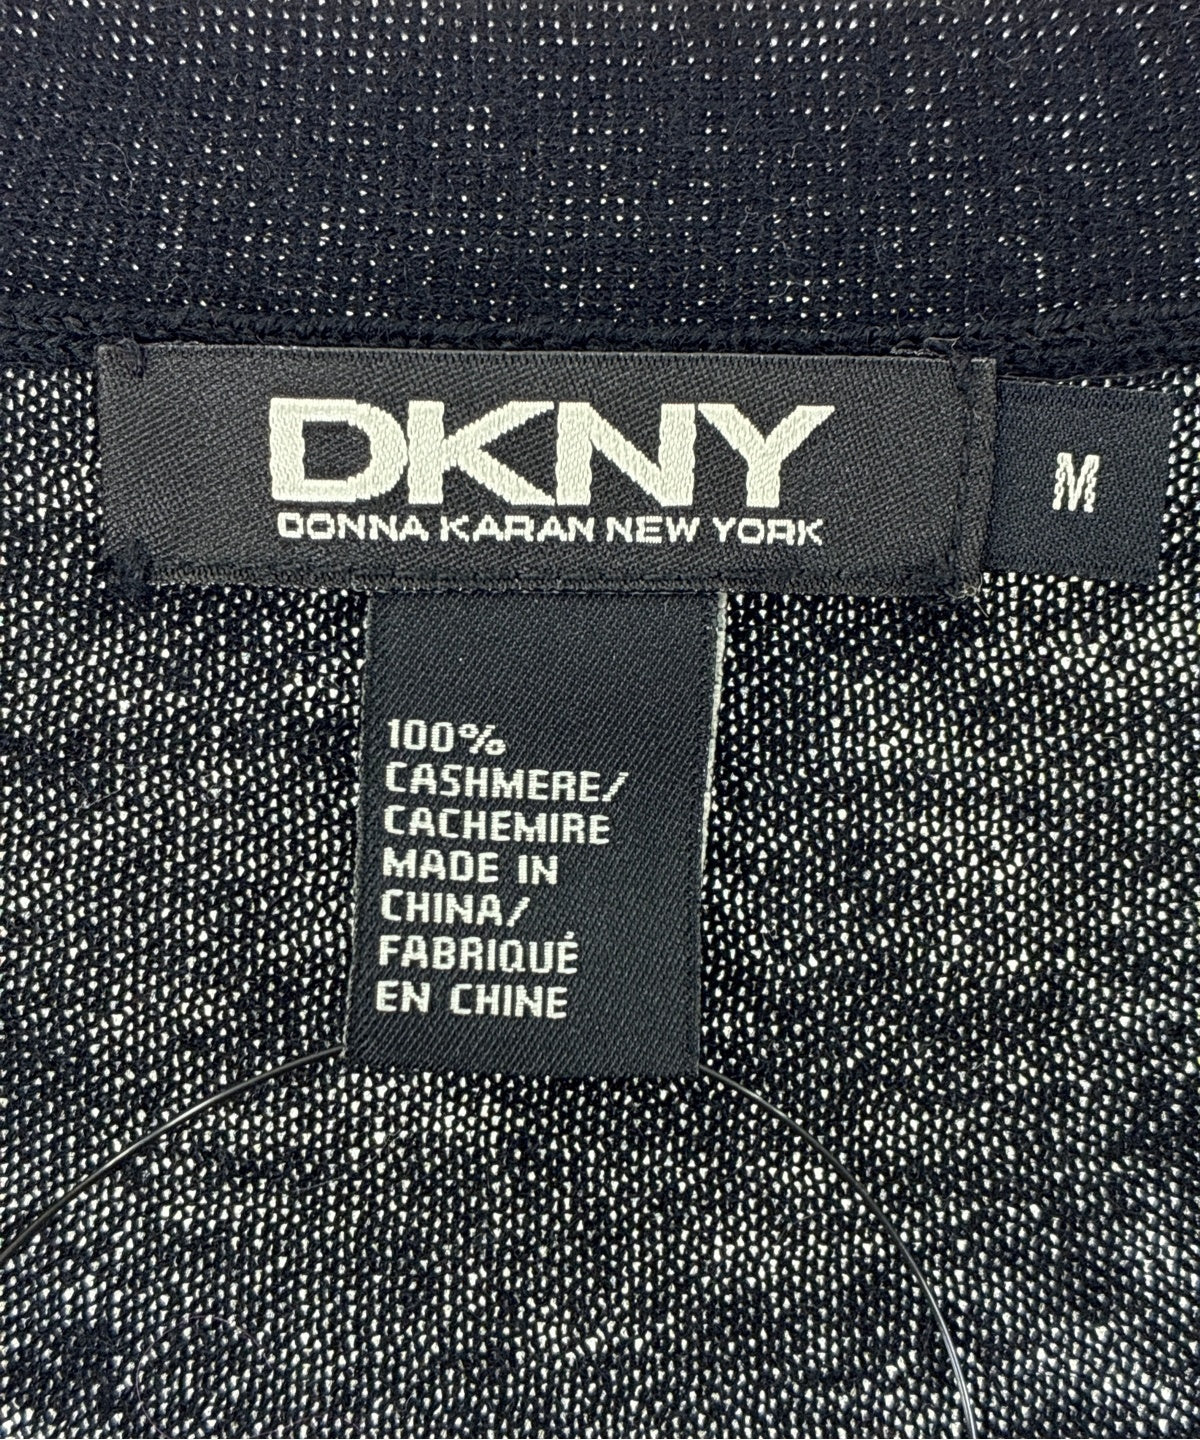 DKNY
DONNA KARAN NEW YORK
M
100%
CASHMERE/
CACHEMIRE
MADE IN
CHINA/
FABRIQUÉ
EN CHINE